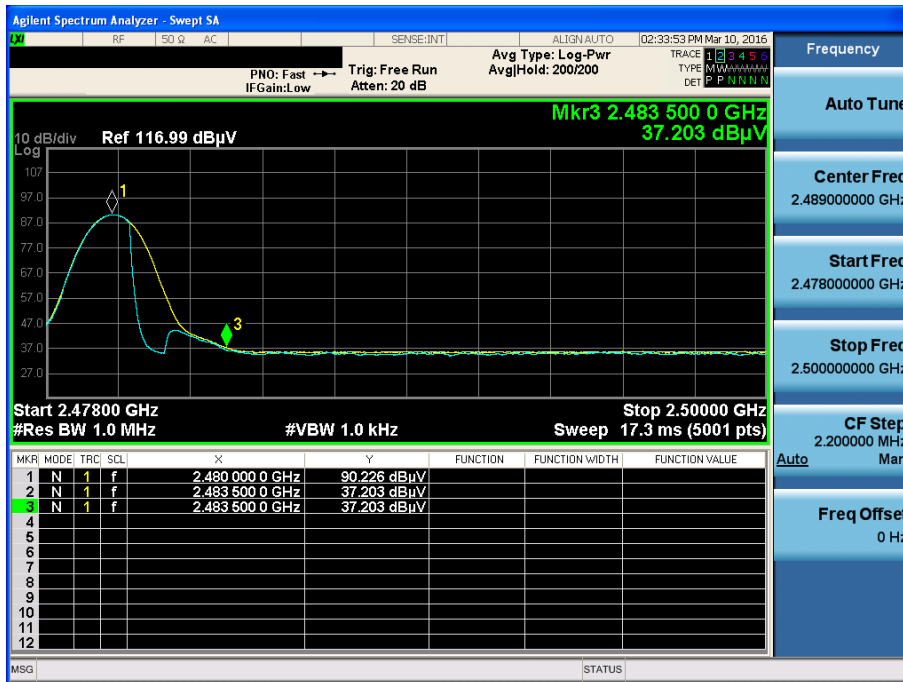 Agilent Spectrum Analyzer - Swept SA
LXI RF 50 Ω AC SENSE:INT ALIGN AUTO 02:33:53 PM Mar 10, 2016
PNO: Fast Trig: Free Run Avg Type: Log-Pwr TRACE 1 2 3 4 5 6
IFGain:Low Atten: 20 dB Avg|Hold: 200/200 TYPE M W
DET P P N N N N
Mkr3 2.483 500 0 GHz
37.203 dBµV
10 dB/div Ref 116.99 dBµV
Log
107
97.0
87.0
77.0
67.0
57.0
47.0
37.0
27.0
1
3
Start 2.47800 GHz Stop 2.50000 GHz
#Res BW 1.0 MHz #VBW 1.0 kHz Sweep 17.3 ms (5001 pts)
MKR MODE TRC SCL X Y FUNCTION FUNCTION WIDTH FUNCTION VALUE
1 N 1 f 2.480 000 0 GHz 90.226 dBµV
2 N 1 f 2.483 500 0 GHz 37.203 dBµV
3 N 1 f 2.483 500 0 GHz 37.203 dBµV
4
5
6
7
8
9
10
11
12
MSG STATUS
Frequency
Auto Tune
Center Freq
2.489000000 GHz
Start Freq
2.478000000 GHz
Stop Freq
2.500000000 GHz
CF Step
2.200000 MHz
Auto Man
Freq Offset
0 Hz